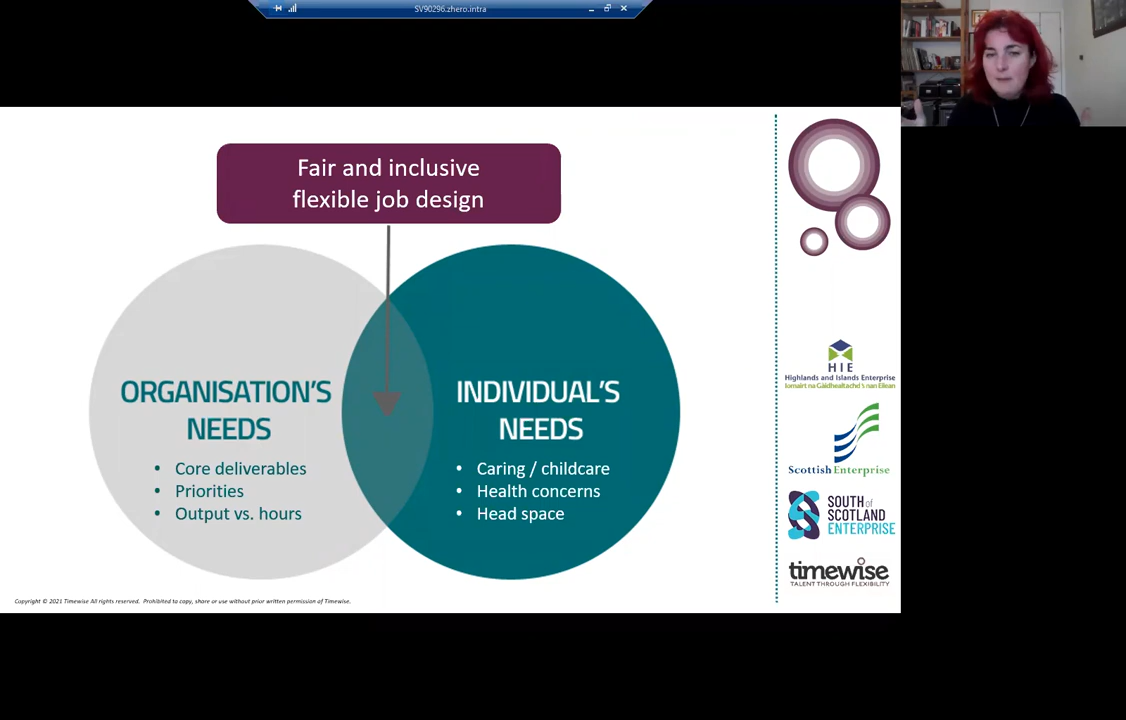 SV90296.zhero.intra
Fair and inclusive
flexible job design
ORGANISATION'S
NEEDS
• Core deliverables
• Priorities
• Output vs. hours
INDIVIDUAL'S
NEEDS
• Caring / childcare
• Health concerns
• Head space
HIE
Highlands and Islands Enterprise
Iomairt na Gàidhealtachd 's nan Eilean
Scottish Enterprise
SOUTH of
SCOTLAND
ENTERPRISE
timewise
TALENT THROUGH FLEXIBILITY
Copyright © 2021 Timewise All rights reserved. Prohibited to copy, share or use without prior written permission of Timewise.